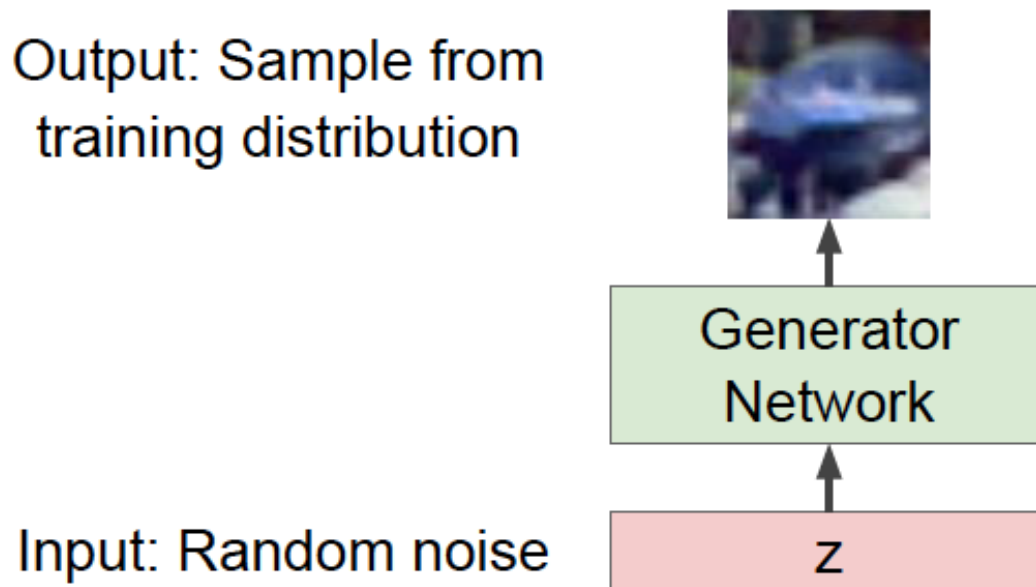 Output: Sample from
training distribution
Generator
Network
Input: Random noise
z